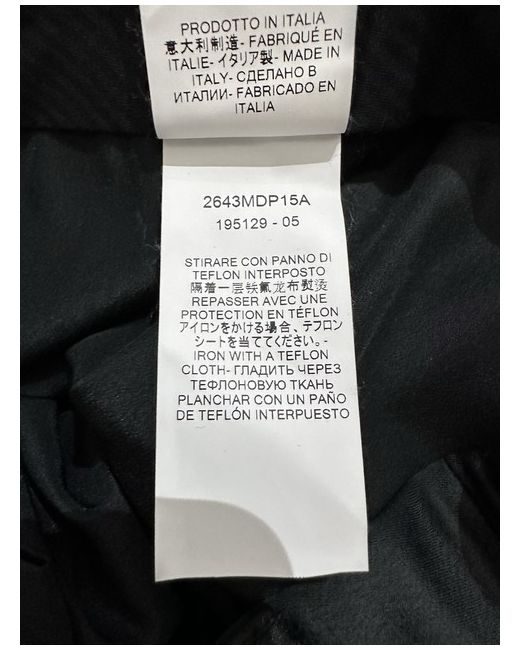 PRODOTTO IN ITALIA
意大利制造- FABRIQUÉ EN
ITALIE- イタリア製- MADE IN
ITALY- СДЕЛАНО В
ИТАЛИИ- FABRICADO EN
ITALIA
2643MDP15A
195129 - 05
STIRARE CON PANNO DI
TEFLON INTERPOSTO
隔着一层铁氟龙布熨烫
REPASSER AVEC UNE
PROTECTION EN TÉFLON
アイロンをかける場合、テフロン
シートを当ててください。-
IRON WITH A TEFLON
CLOTH- ГЛАДИТЬ ЧЕРЕЗ
ТЕФЛОНОВУЮ ТКАНЬ
PLANCHAR CON UN PAÑO
DE TEFLÓN INTERPUESTO